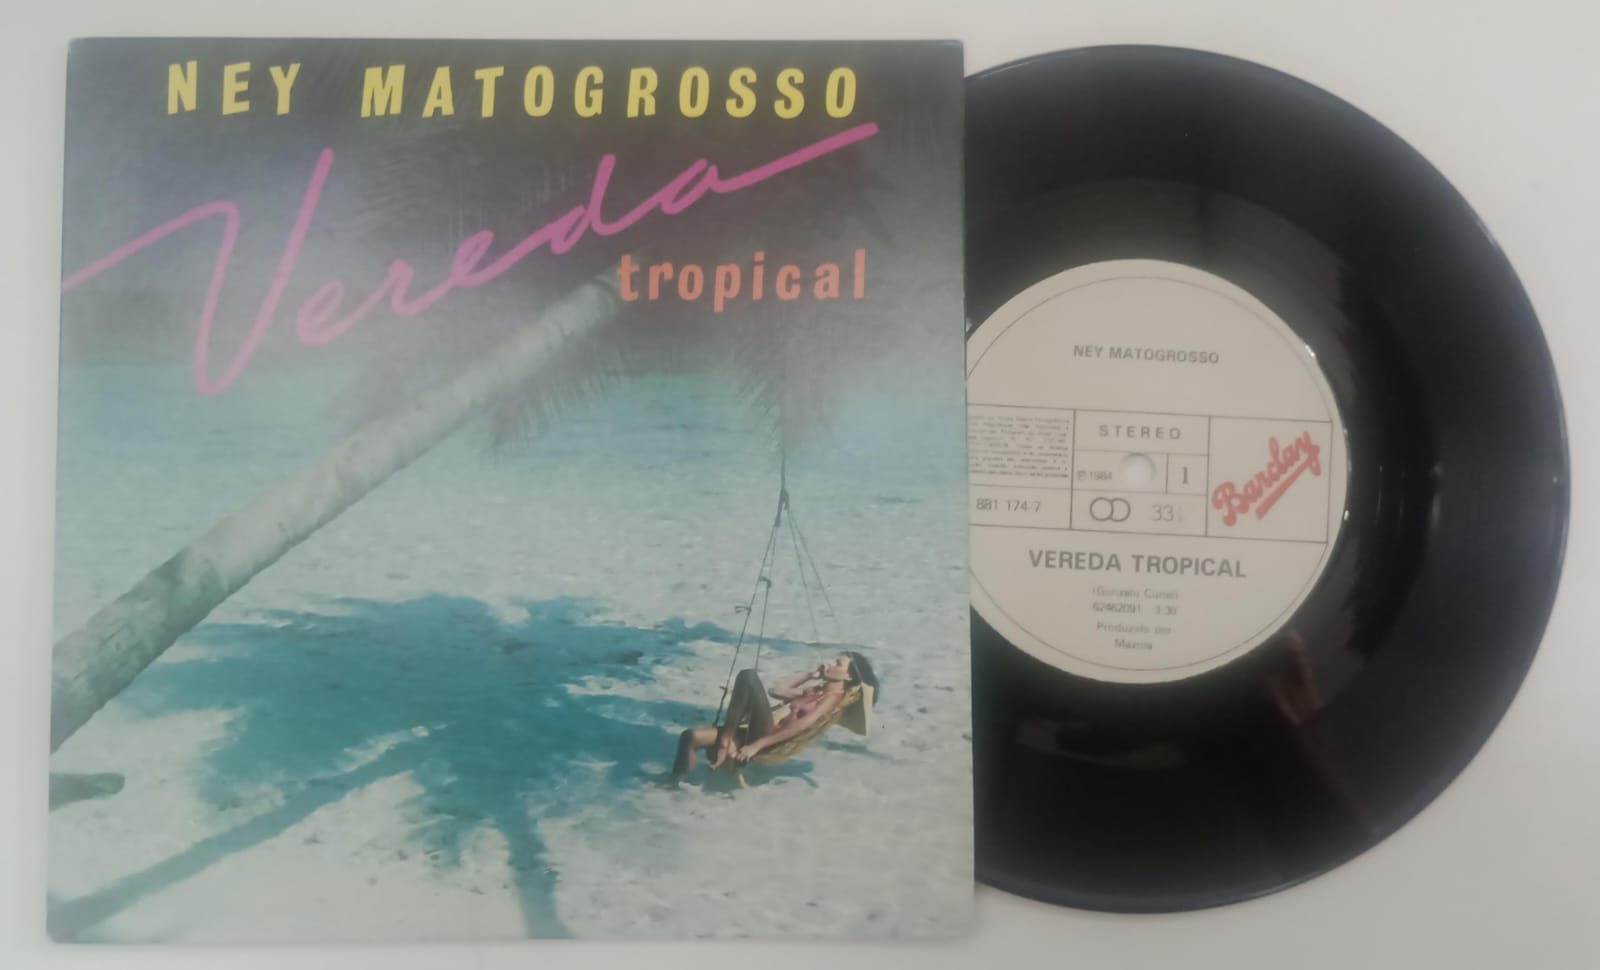 NEY MATOGROSSO
Vereda
tropical
NEY MATOGROSSO
STEREO
℗ 1984
1
Barclay
881 174-7
33
VEREDA TROPICAL
(Gonzalo Curiel)
62462091 3:30
Produzido por
Mazola